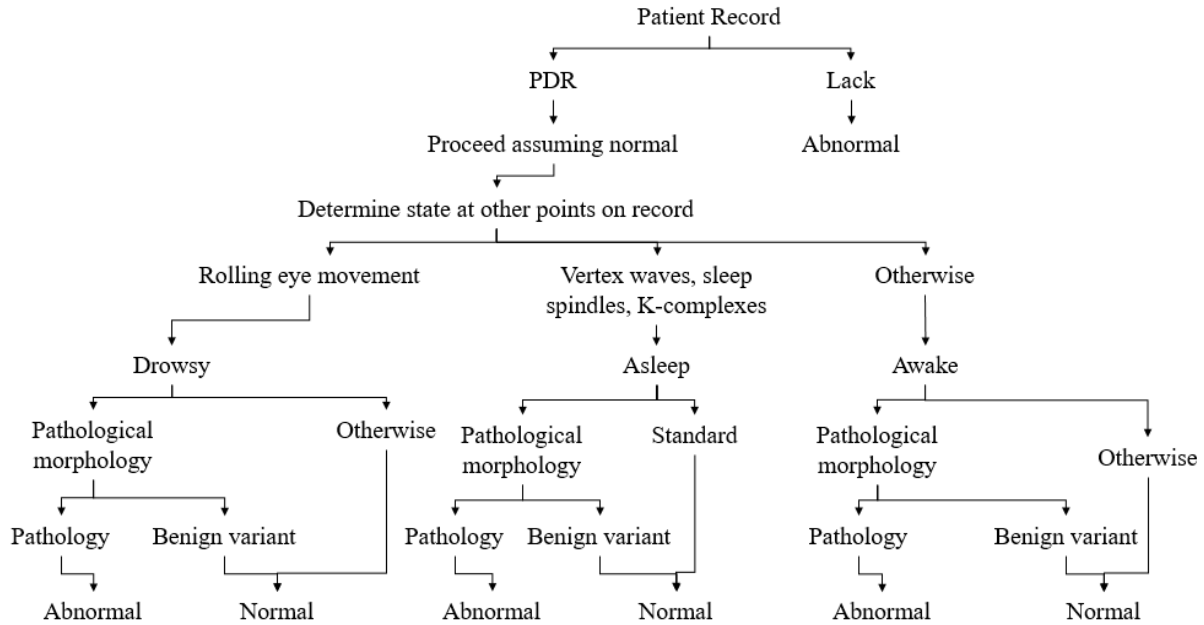 Patient Record
PDR
Lack
Proceed assuming normal
Abnormal
Determine state at other points on record
Rolling eye movement
Vertex waves, sleep
spindles, K-complexes
Otherwise
Drowsy
Asleep
Awake
Pathological
morphology
Otherwise
Pathological
morphology
Standard
Pathological
morphology
Otherwise
Pathology
Benign variant
Pathology
Benign variant
Pathology
Benign variant
Abnormal
Normal
Abnormal
Normal
Abnormal
Normal